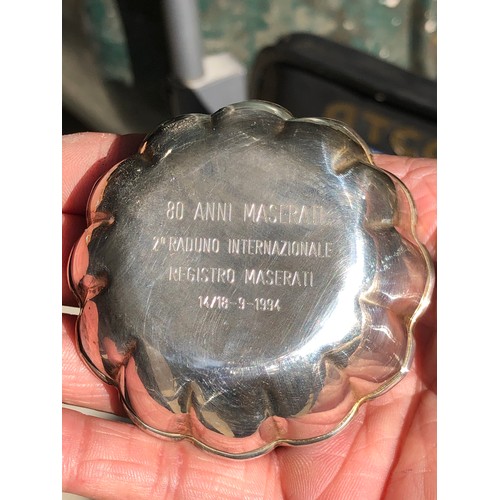 80 ANNI MASERATI
2° RADUNO INTERNAZIONALE
REGISTRO MASERATI
14/18-9-1994